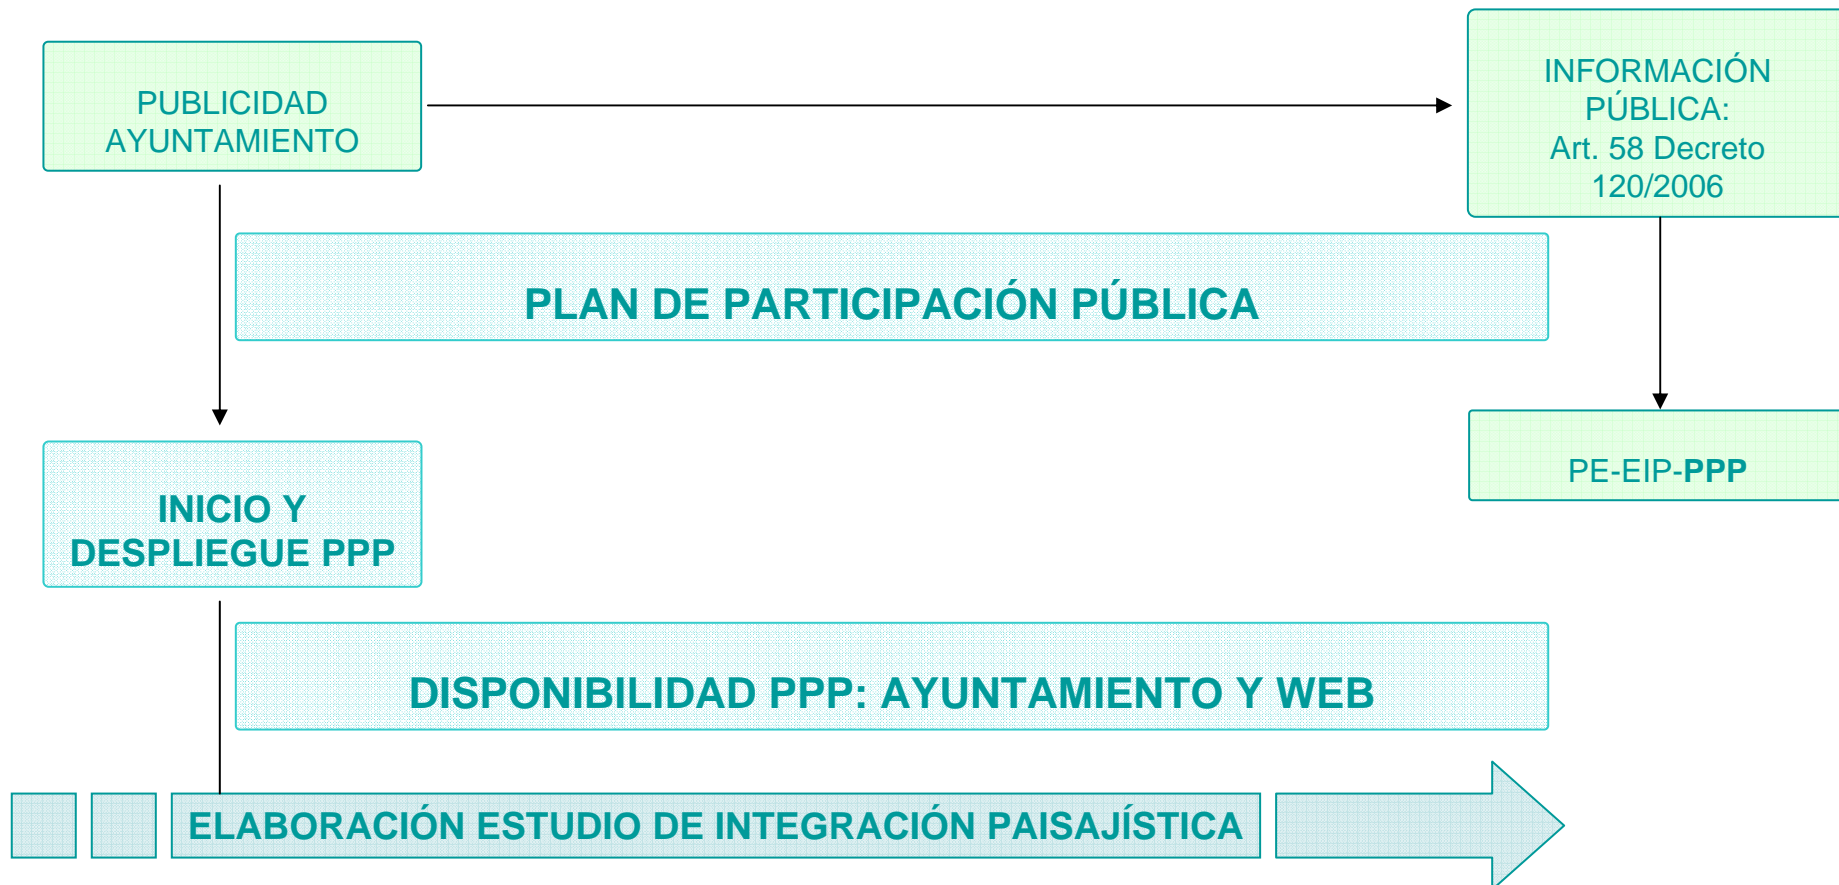 PUBLICIDAD
AYUNTAMIENTO
INFORMACIÓN
PÚBLICA:
Art. 58 Decreto
120/2006
PLAN DE PARTICIPACIÓN PÚBLICA
INICIO Y
DESPLIEGUE PPP
PE-EIP-PPP
DISPONIBILIDAD PPP: AYUNTAMIENTO Y WEB
ELABORACIÓN ESTUDIO DE INTEGRACIÓN PAISAJÍSTICA